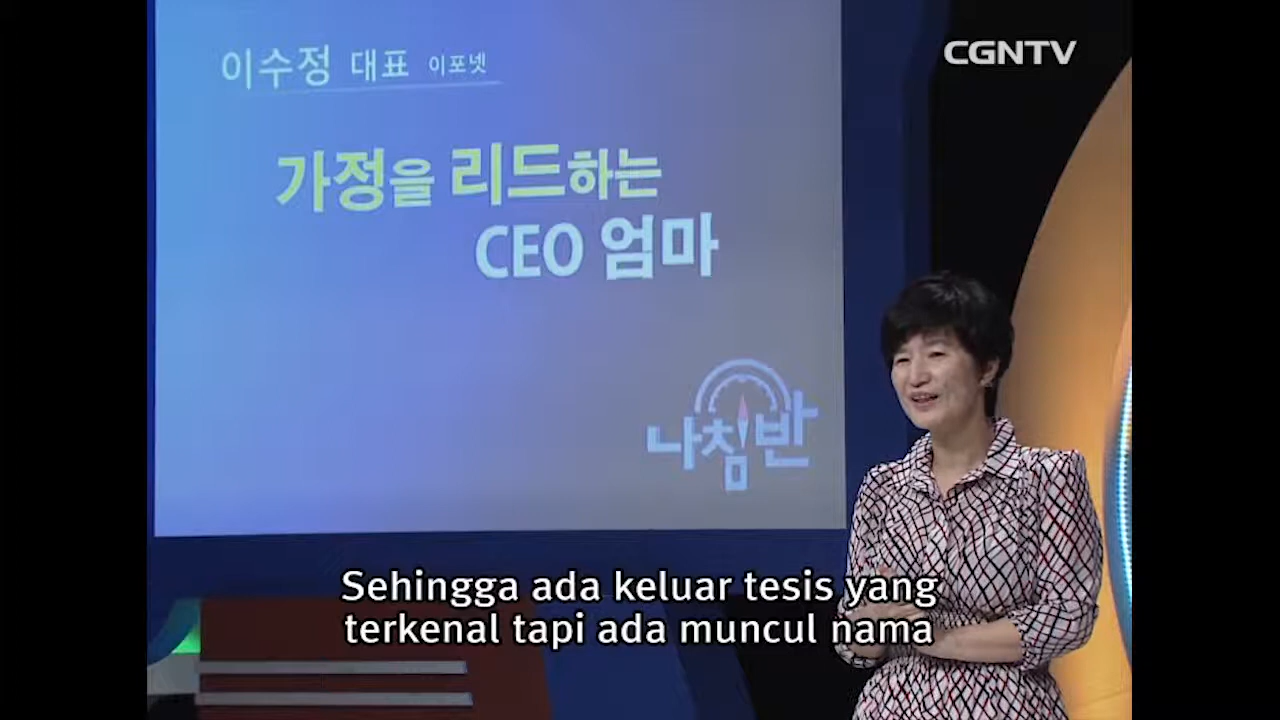 이수정 대표 이포넷
CGNTV
가정을 리드하는
CEO 엄마
나침반
Sehingga ada keluar tesis yang
terkenal tapi ada muncul nama